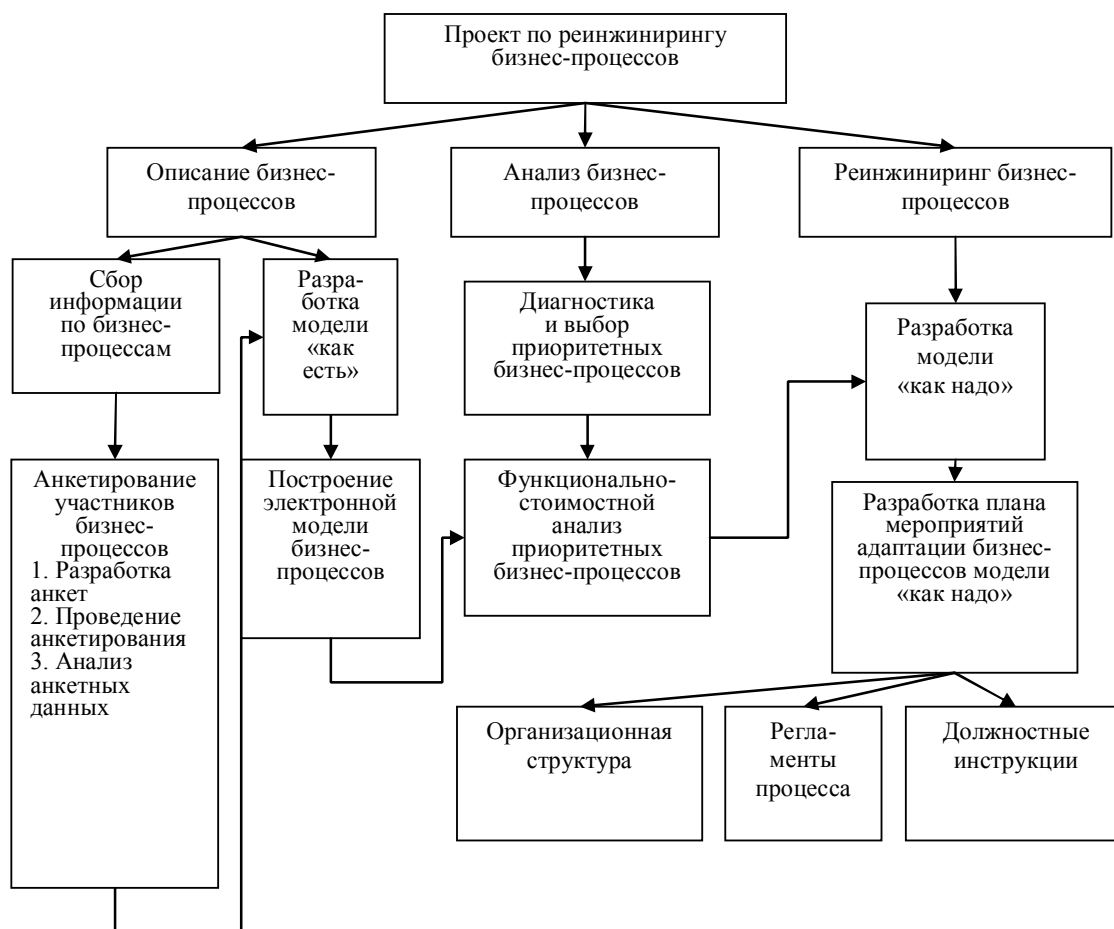 Проект по реинжинирингу
бизнес-процессов
Описание бизнес-
процессов
Анализ бизнес-
процессов
Реинжиниринг бизнес-
процессов
Сбор
информации
по бизнес-
процессам
Разра-
ботка
модели
«как
есть»
Диагностика
и выбор
приоритетных
бизнес-процессов
Разработка
модели
«как надо»
Анкетирование
участников
бизнес-
процессов
1. Разработка
анкет
2. Проведение
анкетирования
3. Анализ
анкетных
данных
Построение
электронной
модели
бизнес-
процессов
Функционально-
стоимостной
анализ
приоритетных
бизнес-процессов
Разработка плана
мероприятий
адаптации бизнес-
процессов модели
«как надо»
Организационная
структура
Регла-
менты
процесса
Должностные
инструкции